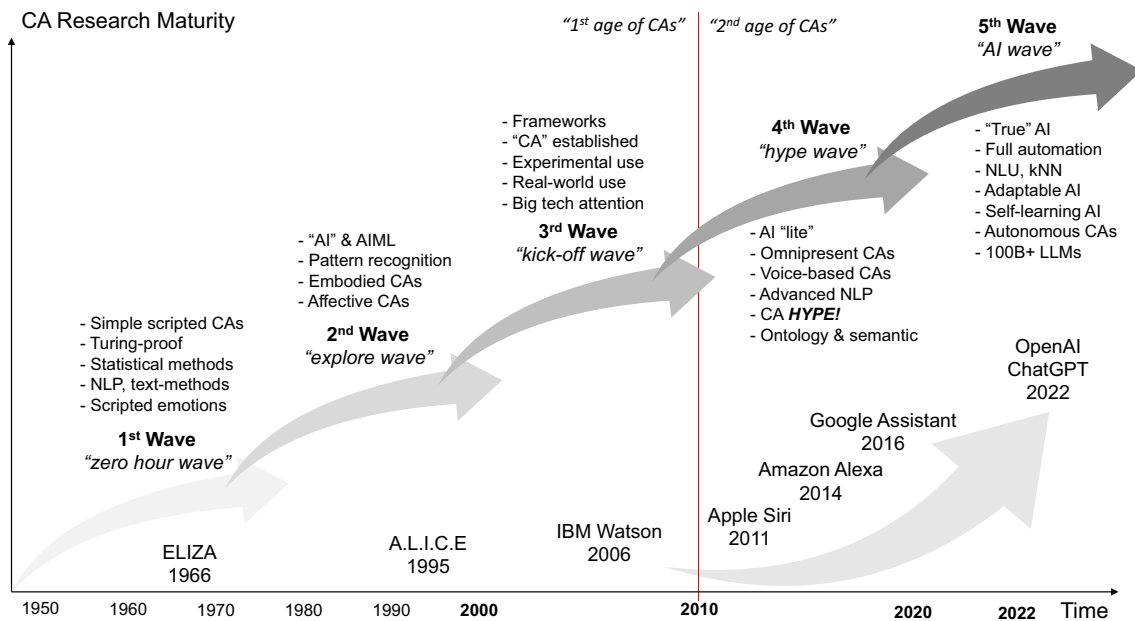 CA Research Maturity
“1st age of CAs”
“2nd age of CAs”
5th Wave
“AI wave”
- “True” AI
- Full automation
- NLU, kNN
- Adaptable AI
- Self-learning AI
- Autonomous CAs
- 100B+ LLMs
4th Wave
“hype wave”
- AI “lite”
- Omnipresent CAs
- Voice-based CAs
- Advanced NLP
- CA HYPE!
- Ontology & semantic
- Frameworks
- “CA” established
- Experimental use
- Real-world use
- Big tech attention
3rd Wave
“kick-off wave”
- “AI” & AIML
- Pattern recognition
- Embodied CAs
- Affective CAs
2nd Wave
“explore wave”
- Simple scripted CAs
- Turing-proof
- Statistical methods
- NLP, text-methods
- Scripted emotions
1st Wave
“zero hour wave”
ELIZA
1966
A.L.I.C.E
1995
IBM Watson
2006
Apple Siri
2011
Amazon Alexa
2014
Google Assistant
2016
OpenAI
ChatGPT
2022
1950 1960 1970 1980 1990 2000 2010 2020 2022 Time